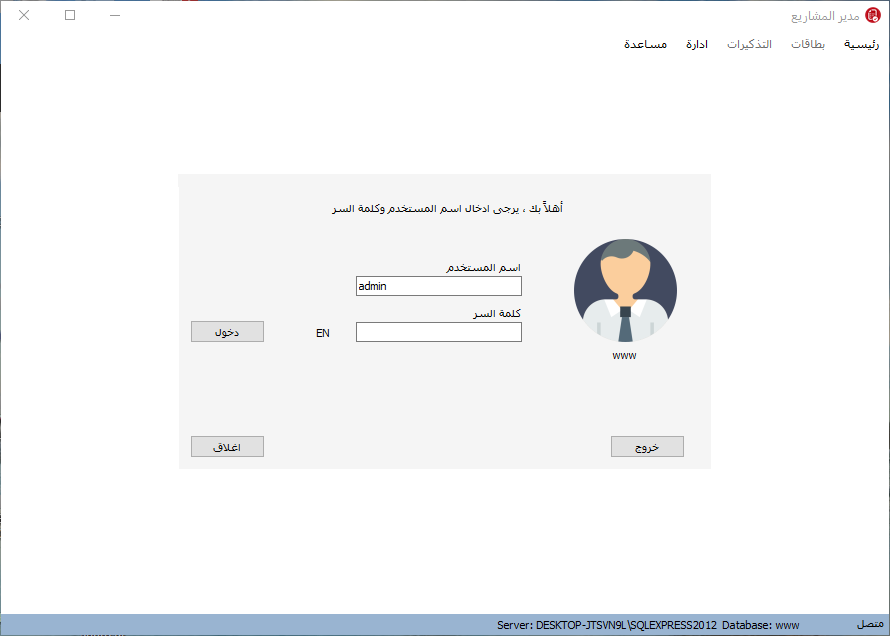 مدير المشاريع
رئيسية بطاقات التذكيرات ادارة مساعدة
أهلاً بك ، يرجى ادخال اسم المستخدم وكلمة السر
اسم المستخدم
admin
كلمة السر
EN
دخول
www
خروج
اغلاق
متصل
Server: DESKTOP-JTSVN9L\SQLEXPRESS2012 Database: www